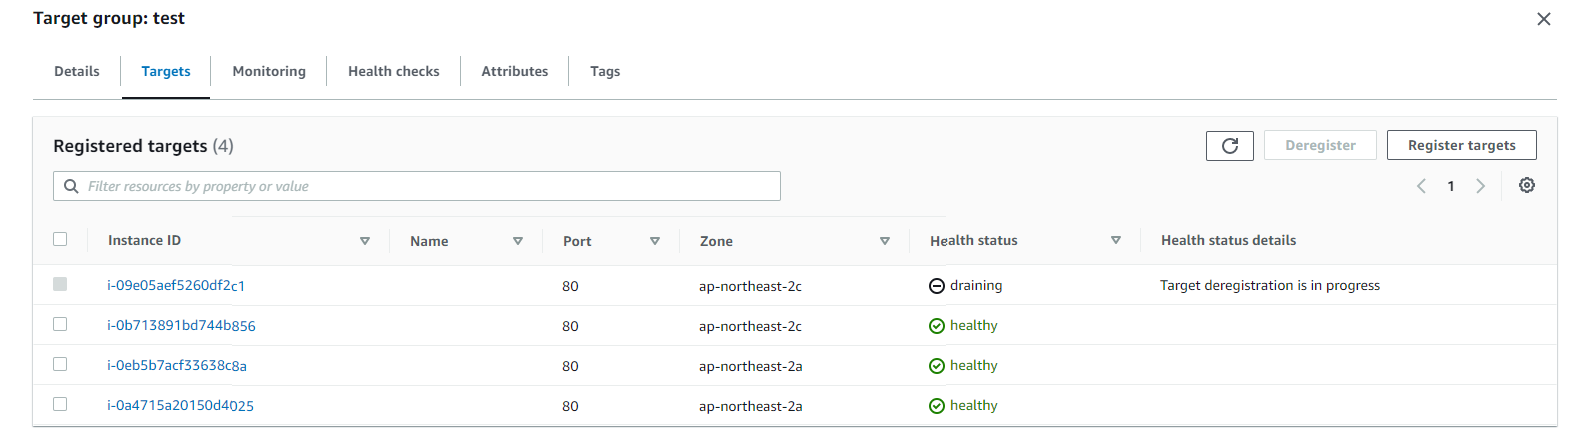 Target group: test
Details Targets Monitoring Health checks Attributes Tags
Registered targets (4) Deregister Register targets
Filter resources by property or value 1
Instance ID Name Port Zone Health status Health status details
i-09e05aef5260df2c1 80 ap-northeast-2c draining Target deregistration is in progress
i-0b713891bd744b856 80 ap-northeast-2c healthy
i-0eb5b7acf33638c8a 80 ap-northeast-2a healthy
i-0a4715a20150d4025 80 ap-northeast-2a healthy